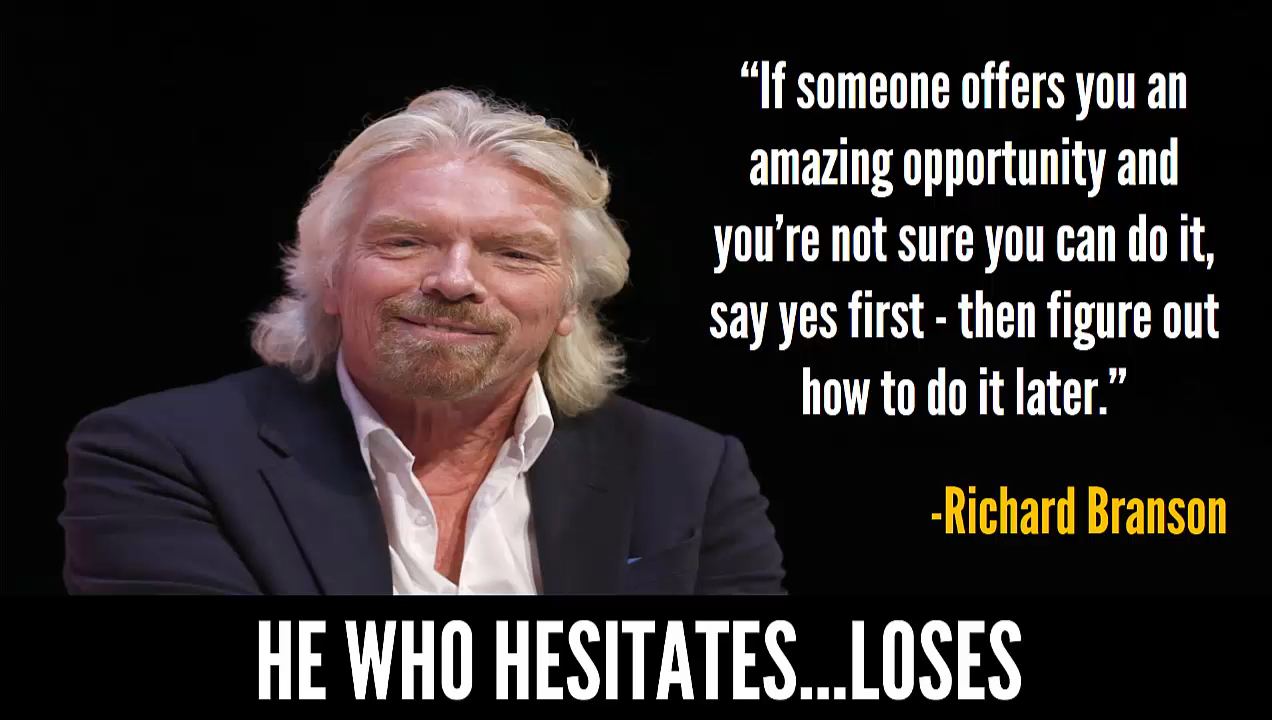 “If someone offers you an
amazing opportunity and
you’re not sure you can do it,
say yes first - then figure out
how to do it later.”
-Richard Branson
HE WHO HESITATES...LOSES